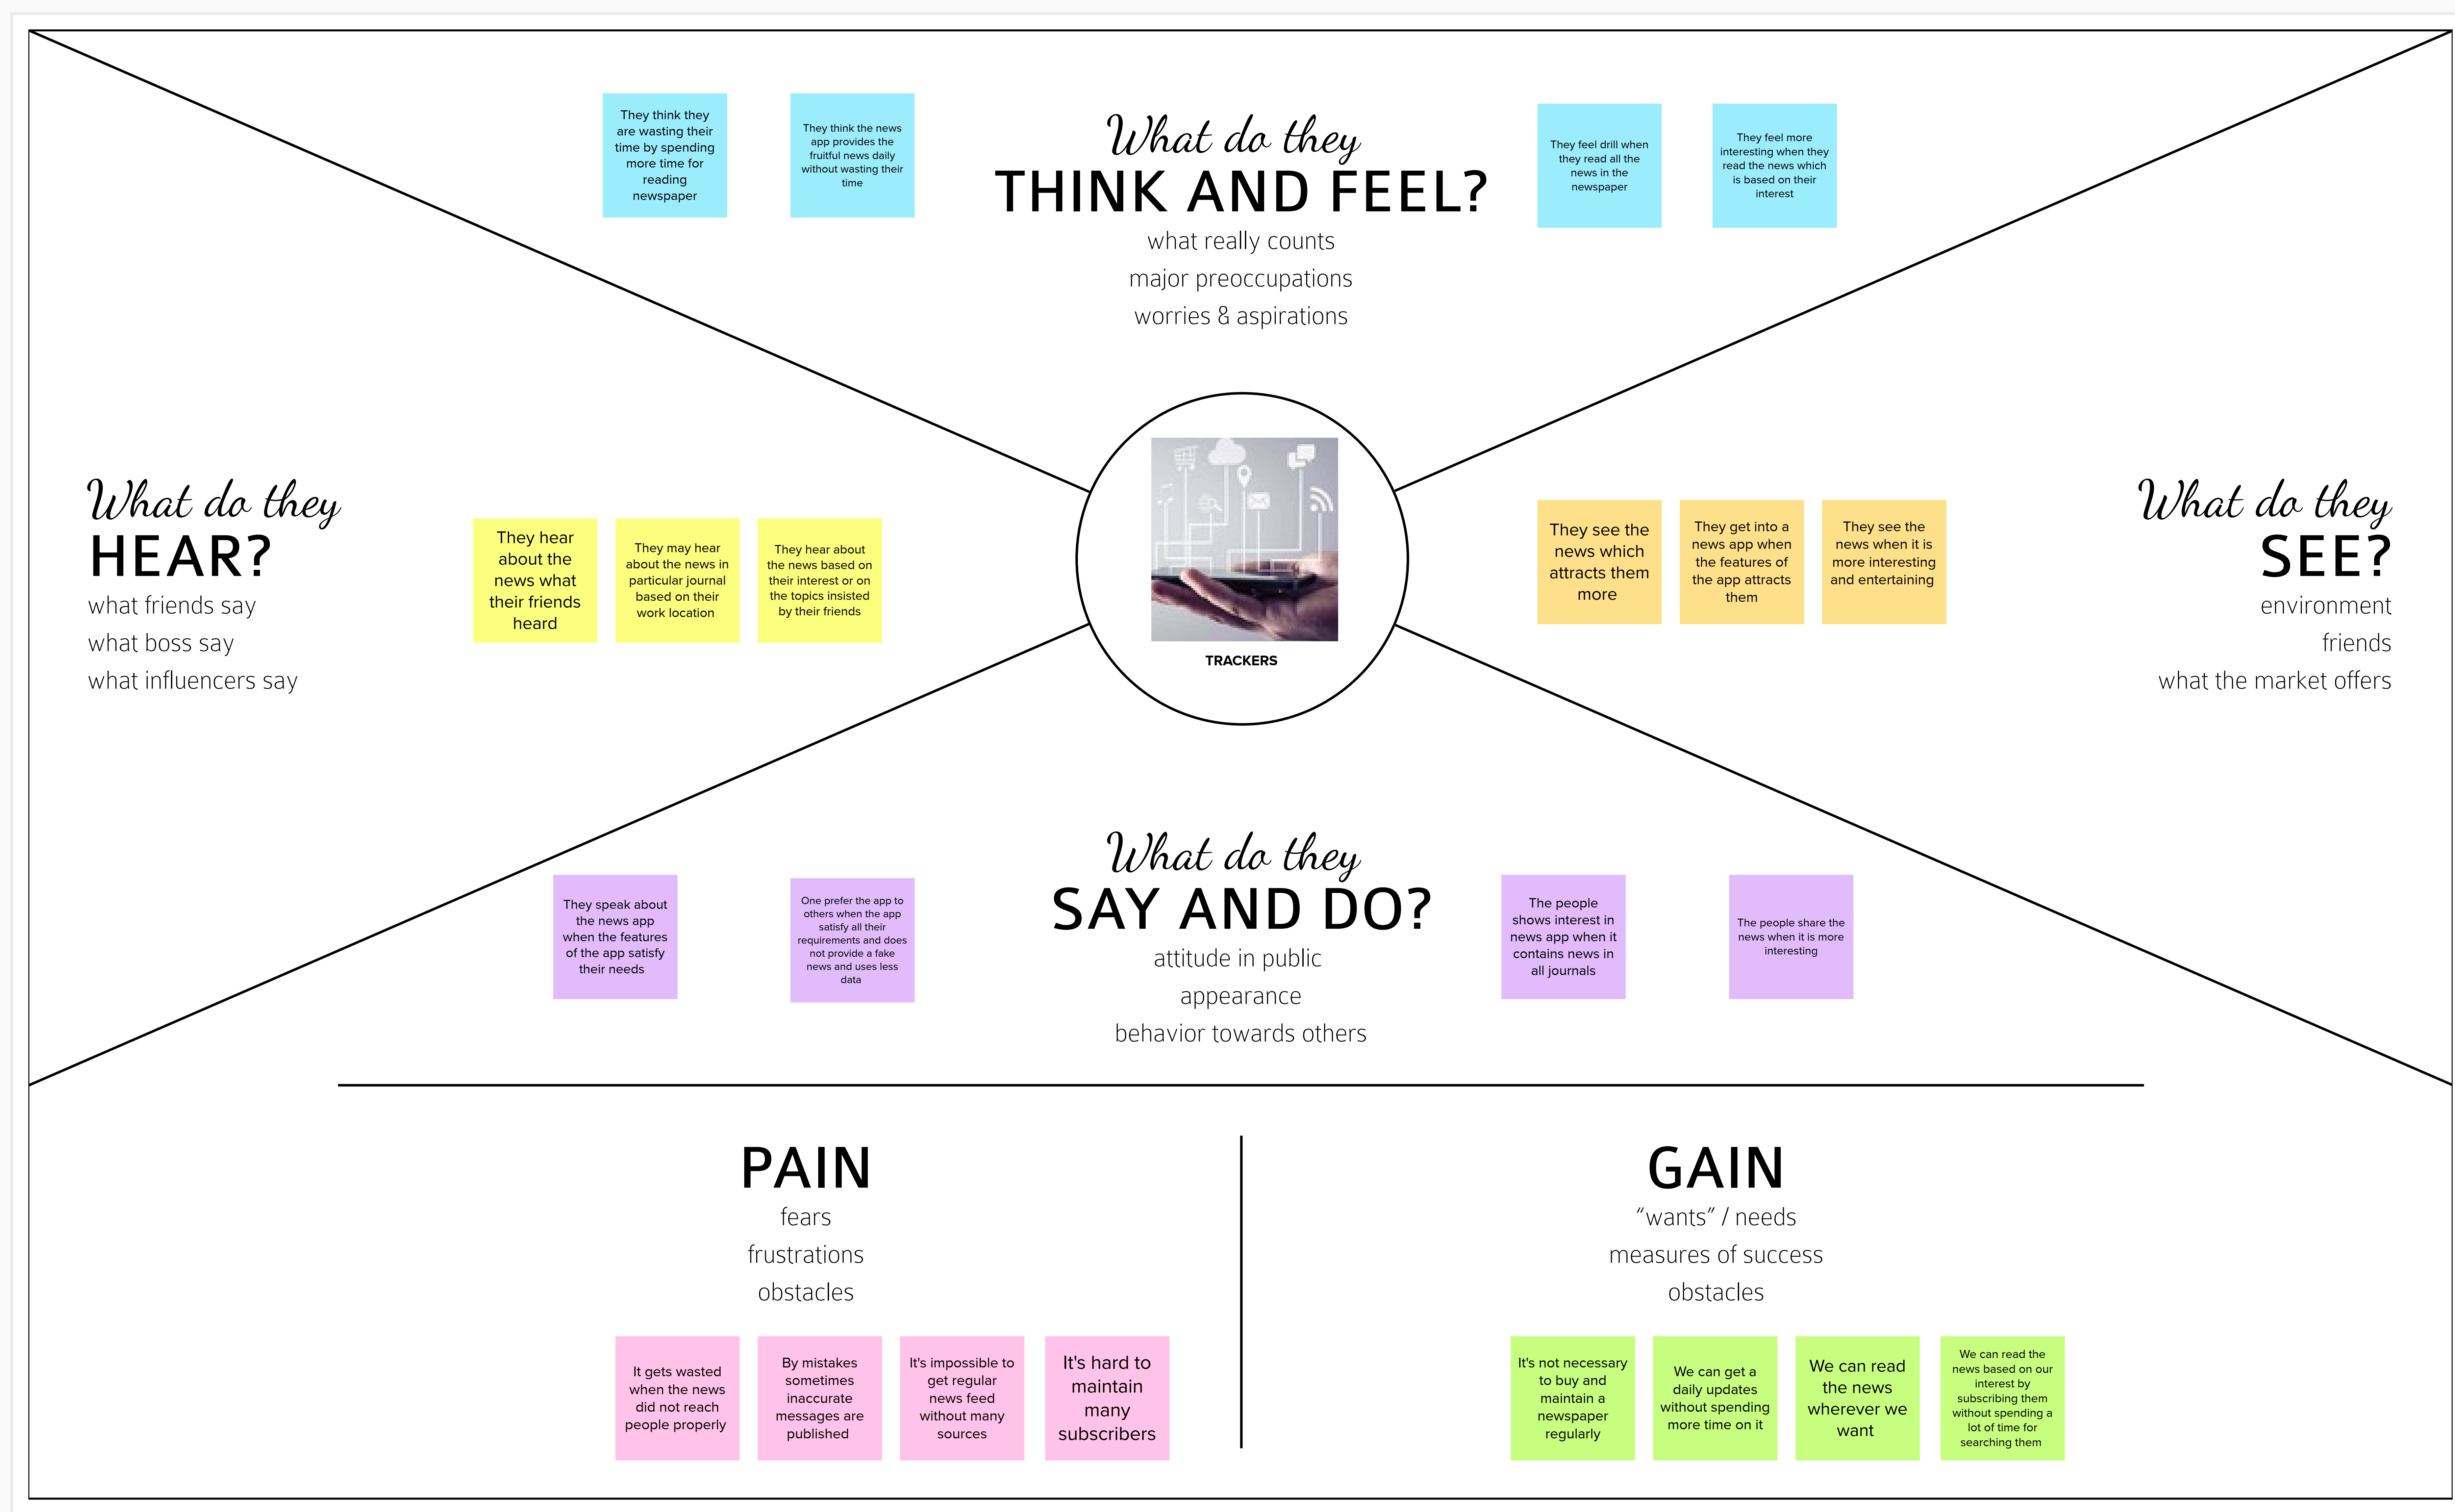 They think they
are wasting their
time by spending
more time for
reading
newspaper
They think the news
app provides the
fruitful news daily
without wasting their
time
What do they
THINK AND FEEL?
what really counts
major preoccupations
worries & aspirations
They feel drill when
they read all the
news in the
newspaper
They feel more
interesting when they
read the news which
is based on their
interest
What do they
HEAR?
what friends say
what boss say
what influencers say
They hear
about the
news what
their friends
heard
They may hear
about the news in
particular journal
based on their
work location
They hear about
the news based on
their interest or on
the topics insisted
by their friends
TRACKERS
They see the
news which
attracts them
more
They get into a
news app when
the features of
the app attracts
them
They see the
news when it is
more interesting
and entertaining
What do they
SEE?
environment
friends
what the market offers
They speak about
the news app
when the features
of the app satisfy
their needs
One prefer the app to
others when the app
satisfy all their
requirements and does
not provide a fake
news and uses less
data
What do they
SAY AND DO?
attitude in public
appearance
behavior towards others
The people
shows interest in
news app when it
contains news in
all journals
The people share the
news when it is more
interesting
PAIN
fears
frustrations
obstacles
It gets wasted
when the news
did not reach
people properly
By mistakes
sometimes
inaccurate
messages are
published
It's impossible to
get regular
news feed
without many
sources
It's hard to
maintain
many
subscribers
GAIN
“wants” / needs
measures of success
obstacles
It's not necessary
to buy and
maintain a
newspaper
regularly
We can get a
daily updates
without spending
more time on it
We can read
the news
wherever we
want
We can read the
news based on our
interest by
subscribing them
without spending a
lot of time for
searching them